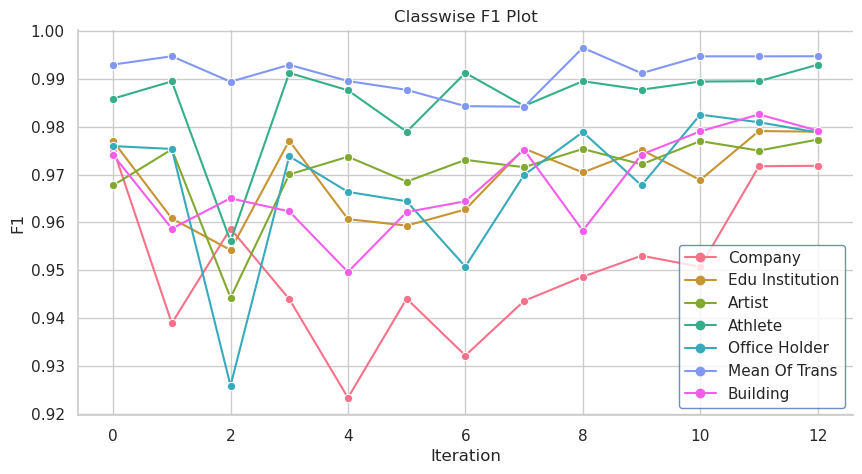 Classwise F1 Plot
1.00
0.99
0.98
0.97
0.96
0.95
0.94
0.93
0.92
F1
0 2 4 6 8 10 12
Iteration
Company
Edu Institution
Artist
Athlete
Office Holder
Mean Of Trans
Building